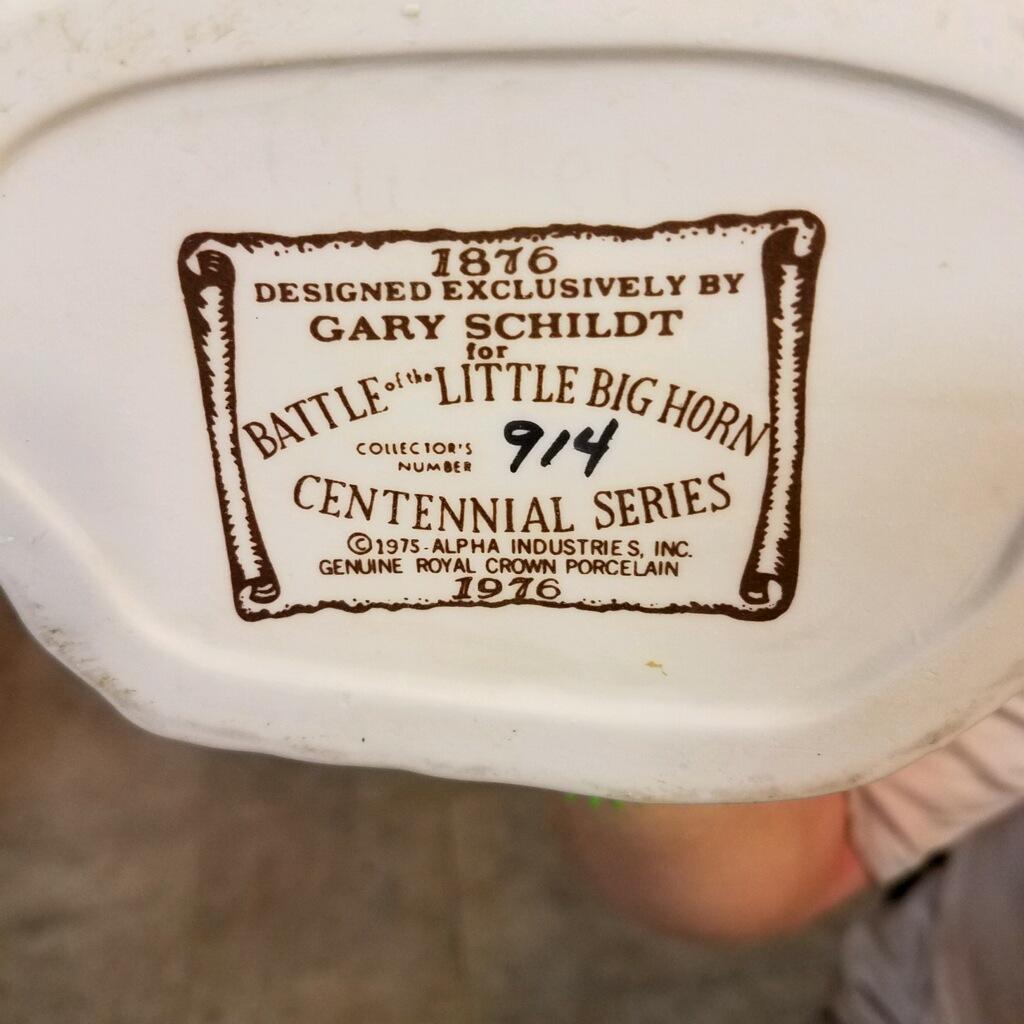 1876
DESIGNED EXCLUSIVELY BY
GARY SCHILDT
for
BATTLE of the LITTLE BIG HORN
COLLECTOR'S
NUMBER 914
CENTENNIAL SERIES
©1975-ALPHA INDUSTRIES, INC.
GENUINE ROYAL CROWN PORCELAIN
1976